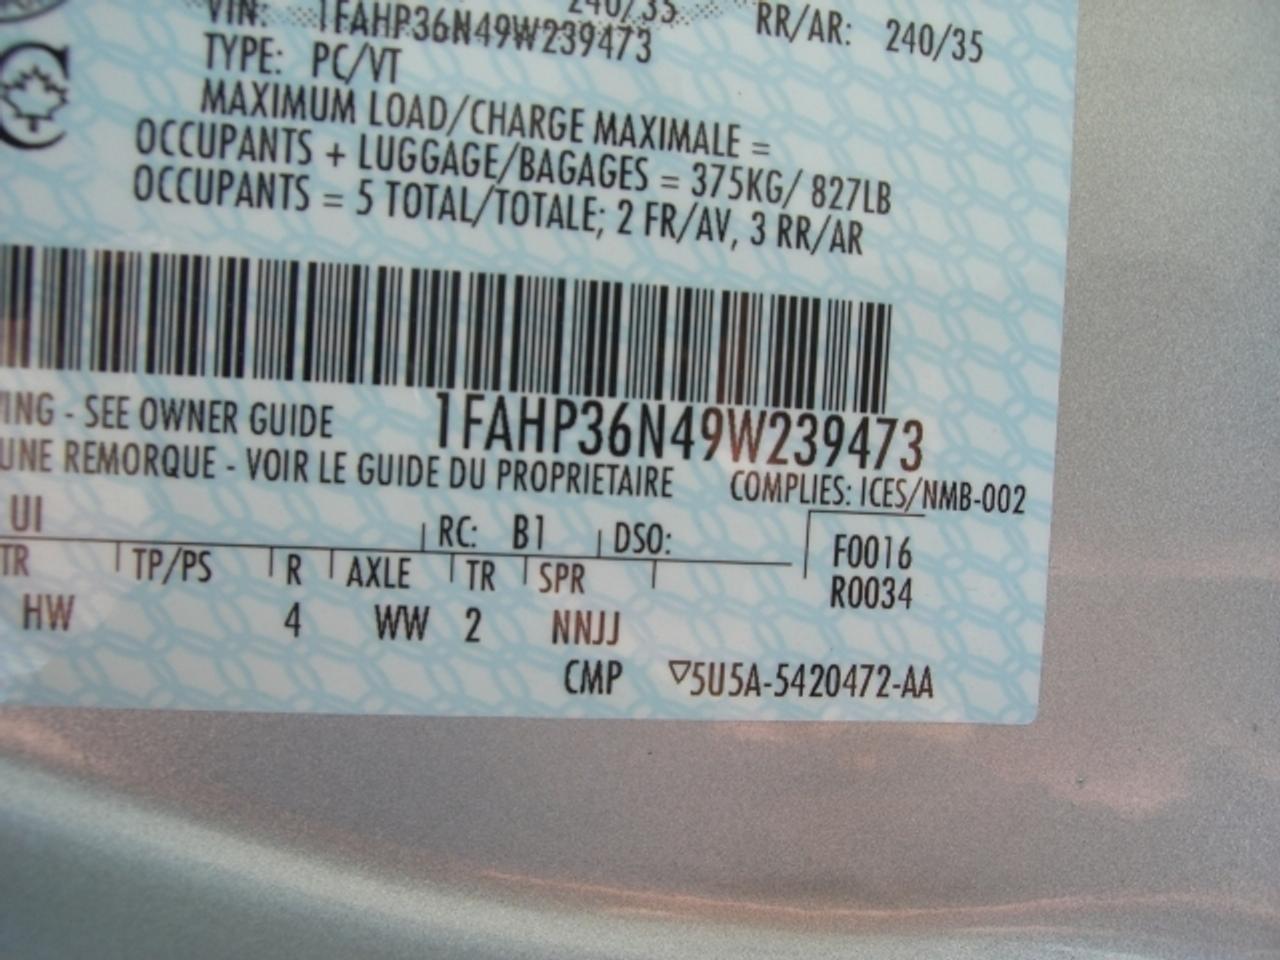 240/35
VIN: 1FAHP36N49W239473 RR/AR: 240/35
TYPE: PC/VT
MAXIMUM LOAD/CHARGE MAXIMALE =
OCCUPANTS + LUGGAGE/BAGAGES = 375KG/ 827LB
OCCUPANTS = 5 TOTAL/TOTALE; 2 FR/AV, 3 RR/AR
ING - SEE OWNER GUIDE 1FAHP36N49W239473
UNE REMORQUE - VOIR LE GUIDE DU PROPRIETAIRE COMPLIES: ICES/NMB-002
UI RC: B1 DSO: F0016
TR TP/PS R AXLE TR SPR R0034
HW 4 WW 2 NNJJ
CMP ▽5U5A-5420472-AA